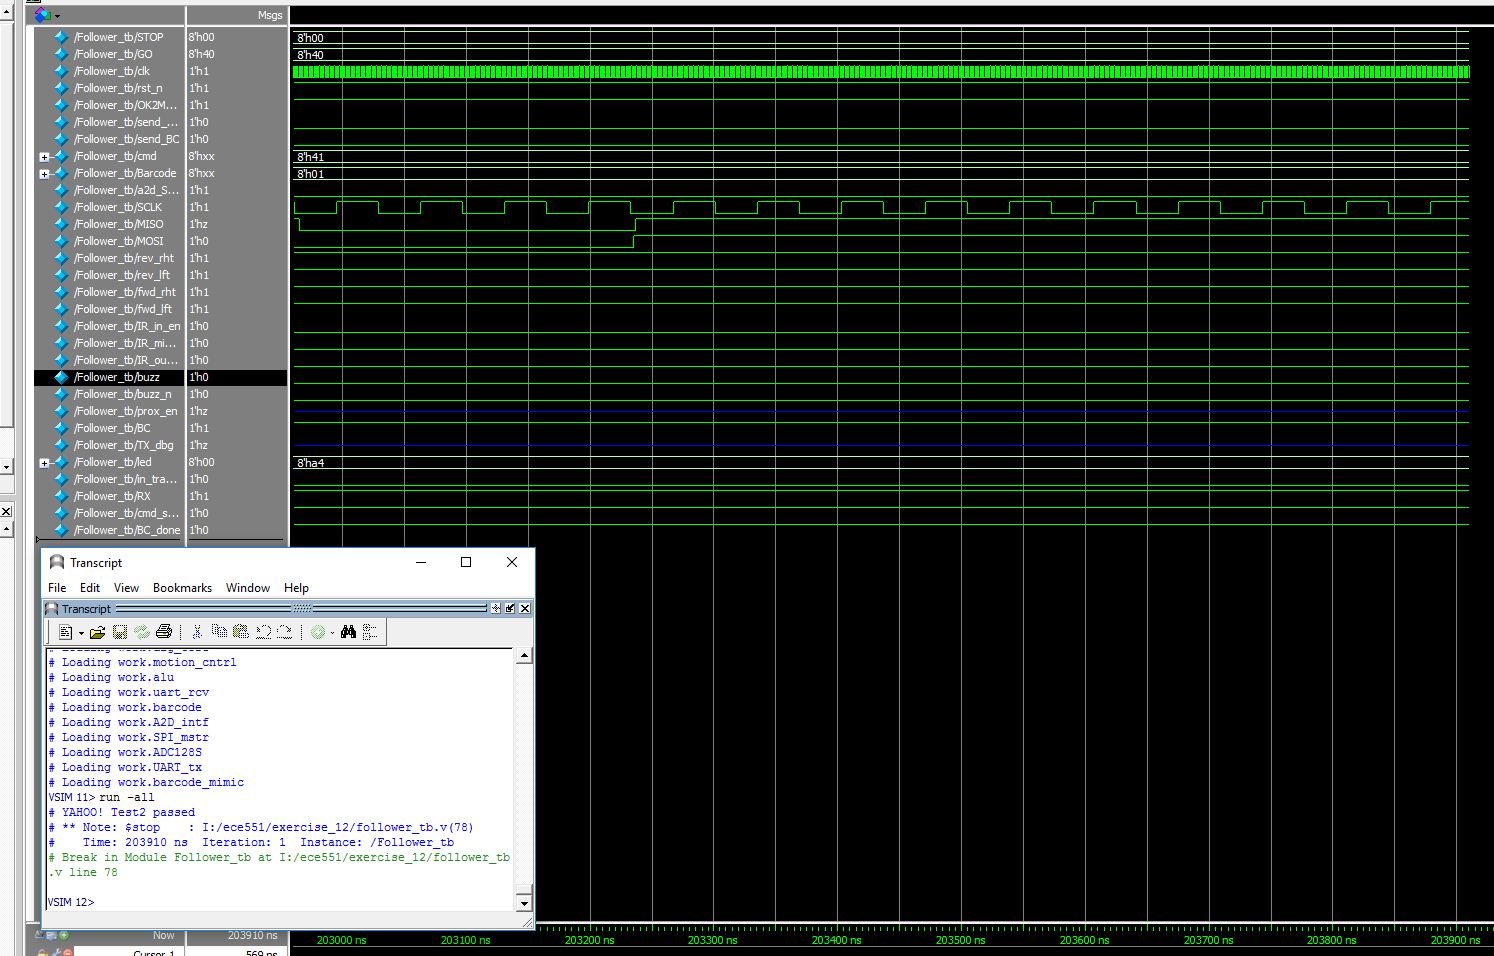 Msgs
/Follower_tb/STOP 8'h00 8'h00
/Follower_tb/GO 8'h40 8'h40
/Follower_tb/clk 1'h1
/Follower_tb/rst_n 1'h1
/Follower_tb/OK2M... 1'h1
/Follower_tb/send_... 1'h0
/Follower_tb/send_BC 1'h0
/Follower_tb/cmd 8'hxx 8'h41
/Follower_tb/Barcode 8'hxx 8'h01
/Follower_tb/a2d_S... 1'h1
/Follower_tb/SCLK 1'h1
/Follower_tb/MISO 1'hz
/Follower_tb/MOSI 1'h0
/Follower_tb/rev_rht 1'h1
/Follower_tb/rev_lft 1'h1
/Follower_tb/fwd_rht 1'h1
/Follower_tb/fwd_lft 1'h1
/Follower_tb/IR_in_en 1'h0
/Follower_tb/IR_mi... 1'h0
/Follower_tb/IR_ou... 1'h0
/Follower_tb/buzz 1'h0
/Follower_tb/buzz_n 1'h0
/Follower_tb/prox_en 1'hz
/Follower_tb/BC 1'h1
/Follower_tb/TX_dbg 1'hz
/Follower_tb/led 8'h00 8'ha4
/Follower_tb/in_tra... 1'h0
/Follower_tb/RX 1'h1
/Follower_tb/cmd_s... 1'h0
/Follower_tb/BC_done 1'h0
Transcript
File Edit View Bookmarks Window Help
Transcript
# Loading work.motion_cntrl
# Loading work.alu
# Loading work.uart_rcv
# Loading work.barcode
# Loading work.A2D_intf
# Loading work.SPI_mstr
# Loading work.ADC128S
# Loading work.UART_tx
# Loading work.barcode_mimic
VSIM 11> run -all
# YAHOO! Test2 passed
# ** Note: $stop    : I:/ece551/exercise_12/follower_tb.v(78)
#    Time: 203910 ns  Iteration: 1  Instance: /Follower_tb
# Break in Module Follower_tb at I:/ece551/exercise_12/follower_tb
.v line 78
VSIM 12>
Now 203910 ns
203000 ns 203100 ns 203200 ns 203300 ns 203400 ns 203500 ns 203600 ns 203700 ns 203800 ns 203900 ns
Cursor 1 569 ns